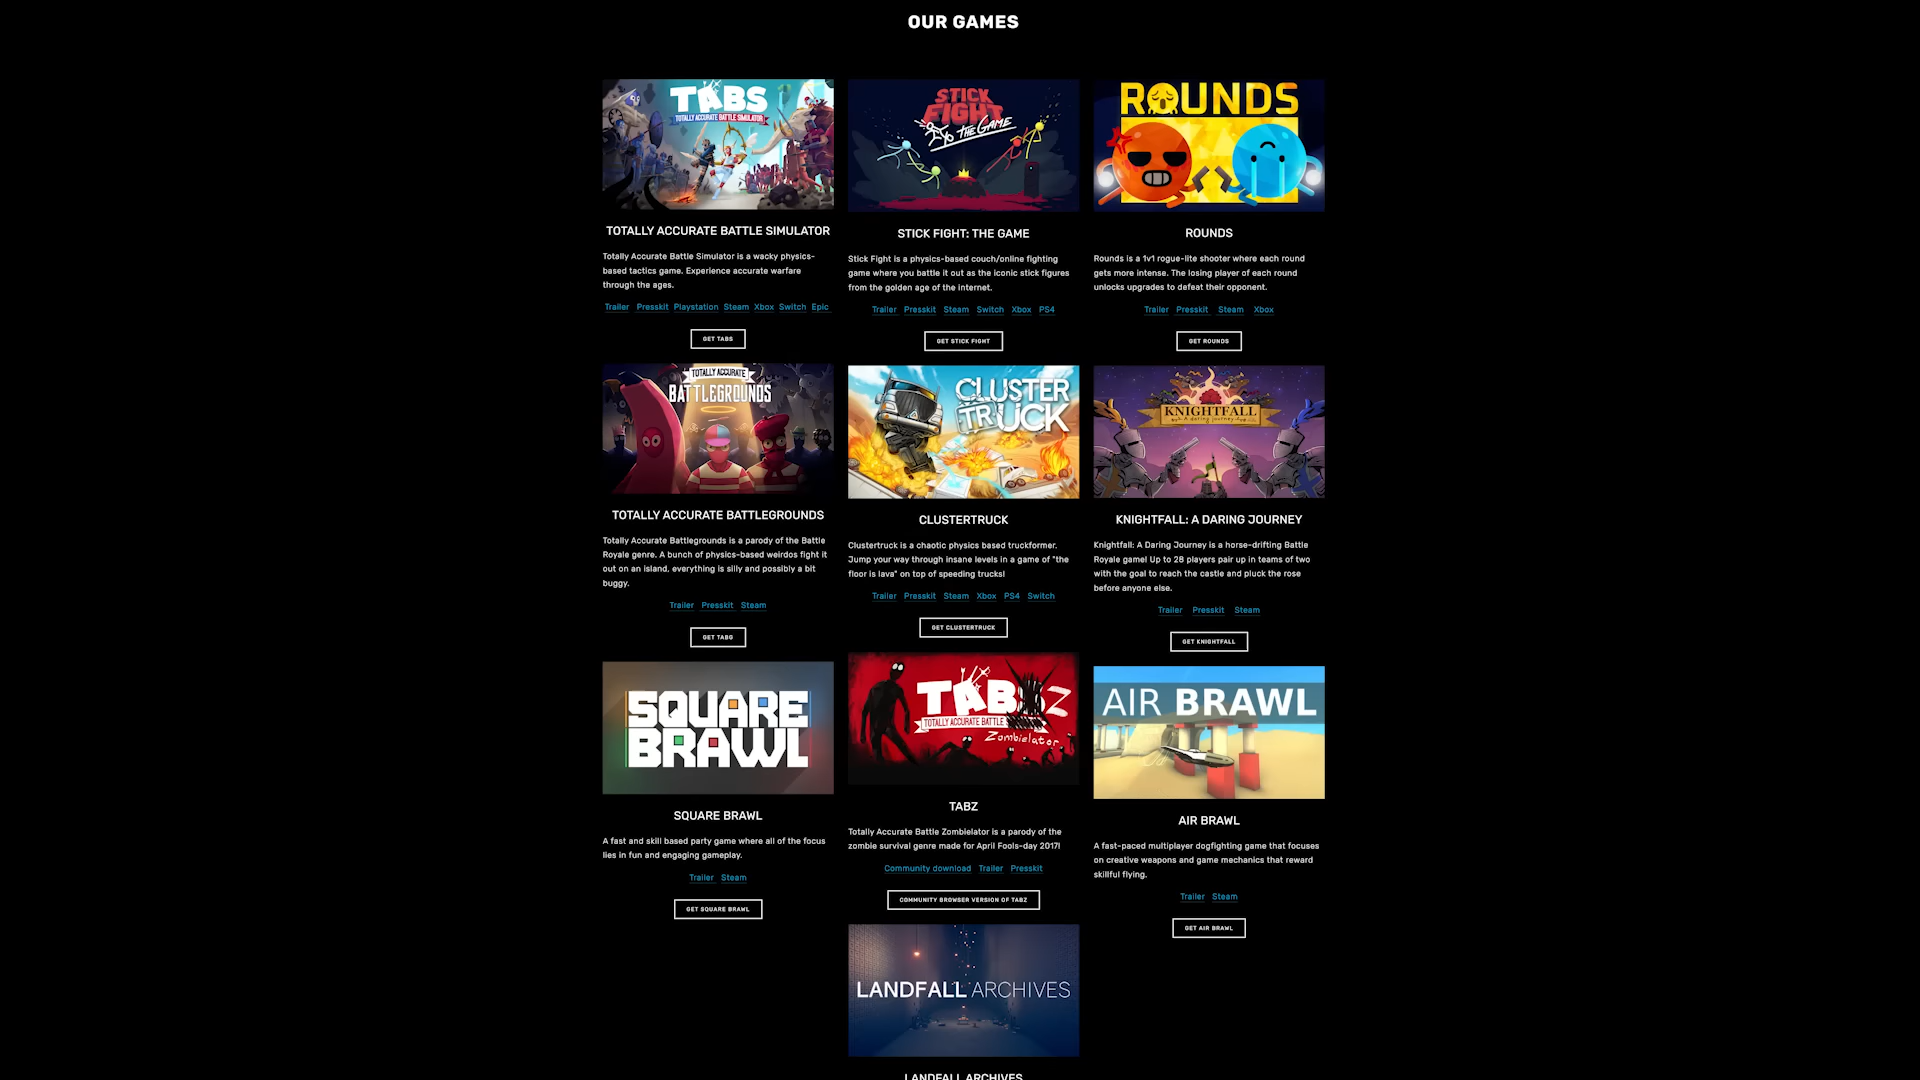 OUR GAMES
TABS
TOTALLY ACCURATE BATTLE SIMULATOR
TOTALLY ACCURATE BATTLE SIMULATOR
Totally Accurate Battle Simulator is a wacky physics-
based tactics game. Experience accurate warfare
through the ages.
Trailer Presskit Playstation Steam Xbox Switch Epic
GET TABS
STICK
FIGHT
THE GAME
STICK FIGHT: THE GAME
Stick Fight is a physics-based couch/online fighting
game where you battle it out as the iconic stick figures
from the golden age of the internet.
Trailer Presskit Steam Switch Xbox PS4
GET STICK FIGHT
ROUNDS
ROUNDS
Rounds is a 1v1 rogue-lite shooter where each round
gets more intense. The losing player of each round
unlocks upgrades to defeat their opponent.
Trailer Presskit Steam Xbox
GET ROUNDS
TOTALLY ACCURATE
BATTLEGROUNDS
TOTALLY ACCURATE BATTLEGROUNDS
Totally Accurate Battlegrounds is a parody of the Battle
Royale genre. A bunch of physics-based weirdos fight it
out on an island, everything is silly and possibly a bit
buggy.
Trailer Presskit Steam
GET TABG
CLUSTER
TRUCK
CLUSTERTRUCK
Clustertruck is a chaotic physics based truckformer.
Jump your way through insane levels in a game of "the
floor is lava" on top of speeding trucks!
Trailer Presskit Steam Xbox PS4 Switch
GET CLUSTERTRUCK
KNIGHTFALL
A daring journey
KNIGHTFALL: A DARING JOURNEY
Knightfall: A Daring Journey is a horse-drifting Battle
Royale game! Up to 28 players pair up in teams of two
with the goal to reach the castle and pluck the rose
before anyone else.
Trailer Presskit Steam
GET KNIGHTFALL
SQUARE
BRAWL
SQUARE BRAWL
A fast and skill based party game where all of the focus
lies in fun and engaging gameplay.
Trailer Steam
GET SQUARE BRAWL
TABZ
TOTALLY ACCURATE BATTLE
Zombielator
TABZ
Totally Accurate Battle Zombielator is a parody of the
zombie survival genre made for April Fools-day 2017!
Community download Trailer Presskit
COMMUNITY BROWSER VERSION OF TABZ
AIR BRAWL
AIR BRAWL
A fast-paced multiplayer dogfighting game that focuses
on creative weapons and game mechanics that reward
skillful flying.
Trailer Steam
GET AIR BRAWL
LANDFALL ARCHIVES
LANDFALL ARCHIVES